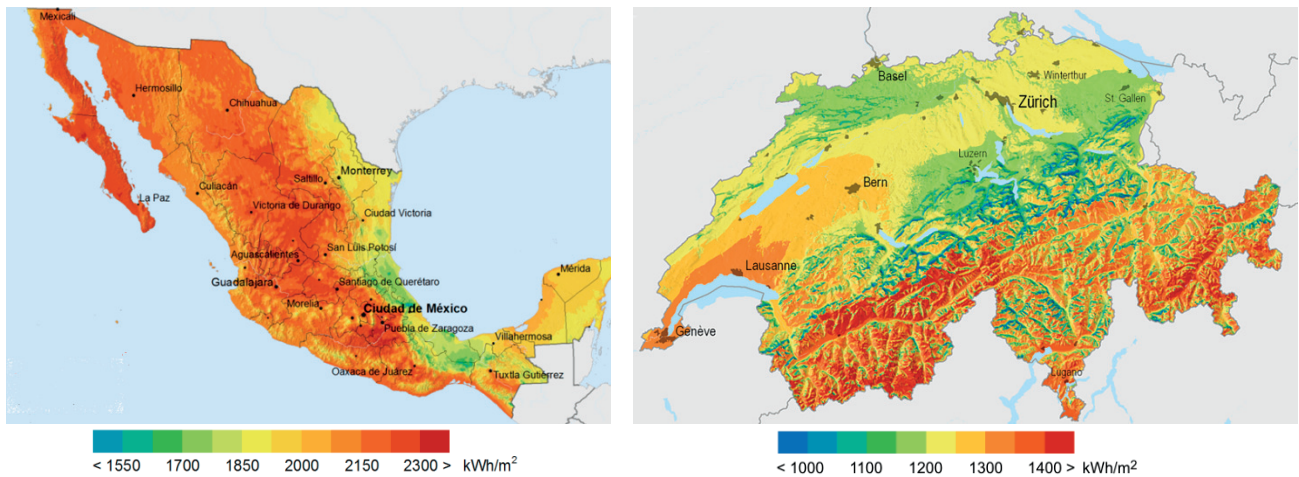 Mexicali
Hermosillo
Chihuahua
Monterrey
Saltillo
Culiacán
La Paz
Victoria de Durango
Ciudad Victoria
San Luis Potosí
Aguascalientes
Mérida
Guadalajara
Santiago de Querétaro
Morelia
Ciudad de México
Puebla de Zaragoza
Villahermosa
Oaxaca de Juárez
Tuxtla Gutiérrez
< 1550 1700 1850 2000 2150 2300 > kWh/m²
Basel
Winterthur
Zürich
St. Gallen
Luzern
Bern
Lausanne
Genève
Lugano
< 1000 1100 1200 1300 1400 > kWh/m²